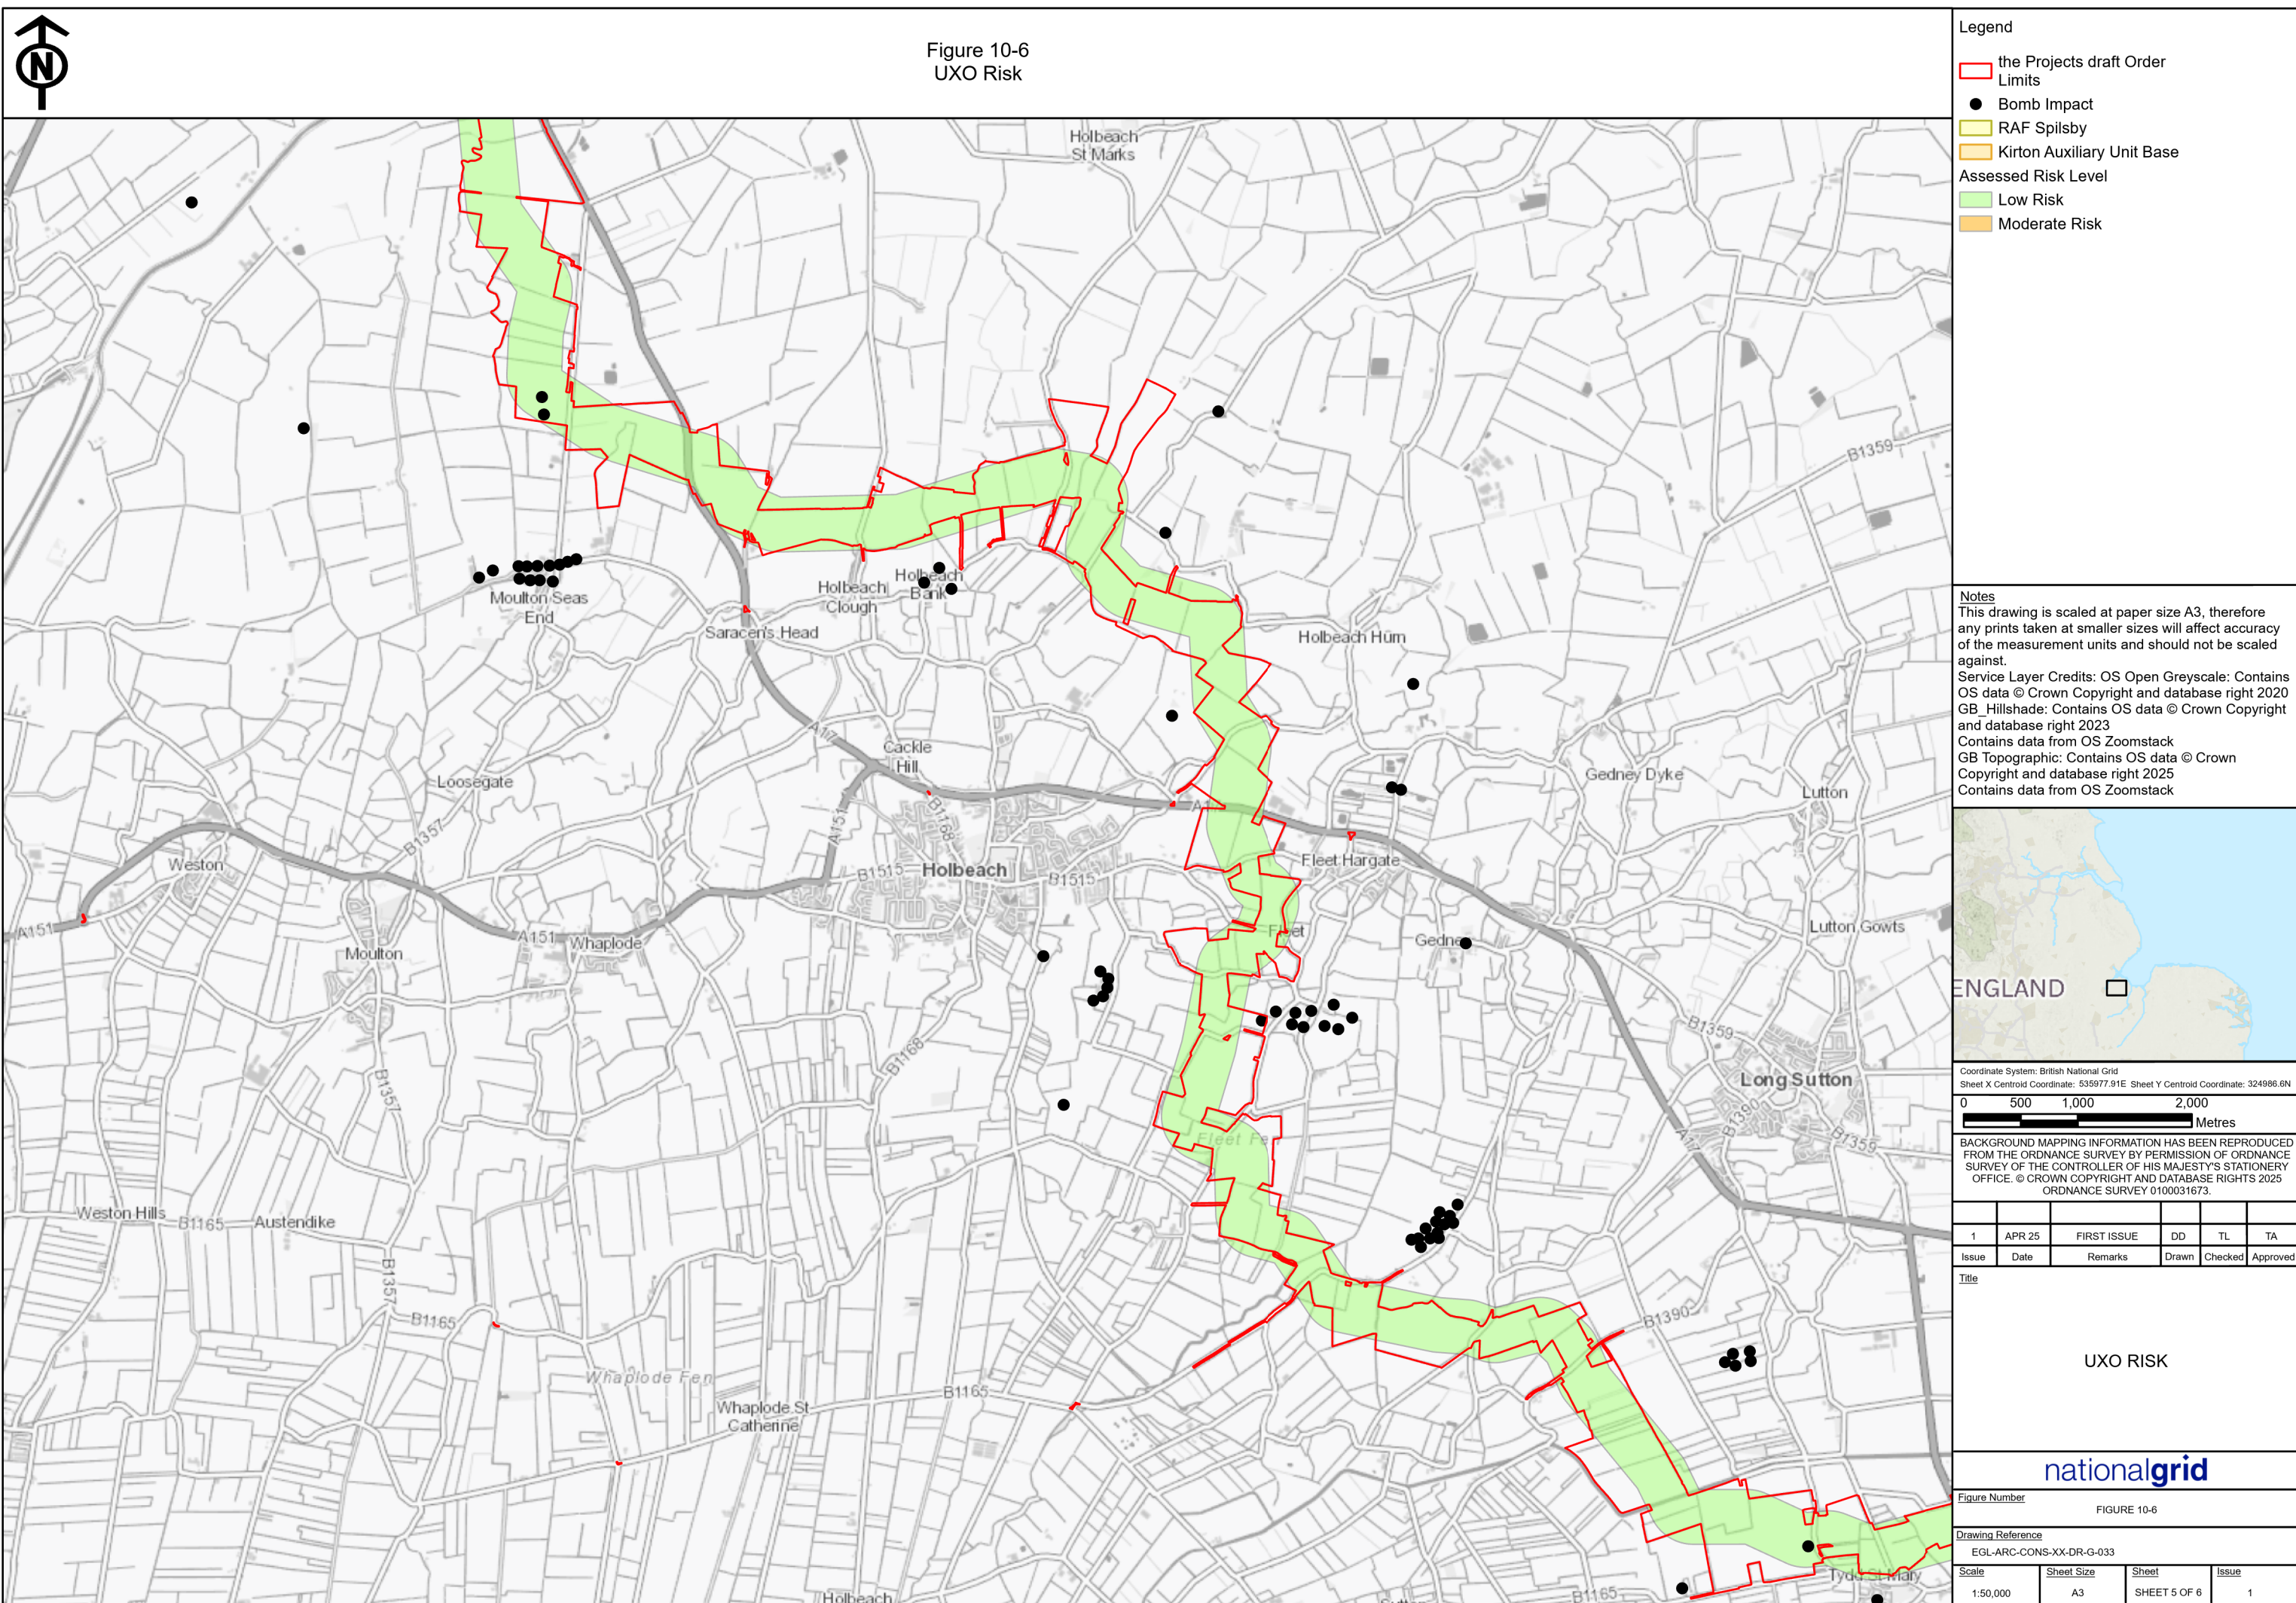 N
Figure 10-6
UXO Risk
Holbeach
St Marks
B1359
Moulton Seas
End
Holbeach
Clough
Holbeach
Bank
Saracen's Head
Holbeach Hurn
A17
Cackle
Hill
Loosegate
Gedney Dyke
Lutton
A1
B1357
A151
B1168
Weston
B1515
Holbeach
B1515
Fleet Hargate
A151
A151
Whaplode
Moulton
Fleet
Gedne
Lutton Gowts
B1168
B1359
B1357
Long Sutton
B1390
A17
B1359
Fleet Fen
Weston Hills
B1165
Austendike
B1357
B1165
B1390
Whaplode Fen
B1165
Whaplode St
Catherine
Tydd St Mary
B1165
Holbeach
Legend
the Projects draft Order
Limits
Bomb Impact
RAF Spilsby
Kirton Auxiliary Unit Base
Assessed Risk Level
Low Risk
Moderate Risk
Notes
This drawing is scaled at paper size A3, therefore
any prints taken at smaller sizes will affect accuracy
of the measurement units and should not be scaled
against.
Service Layer Credits: OS Open Greyscale: Contains
OS data © Crown Copyright and database right 2020
GB_Hillshade: Contains OS data © Crown Copyright
and database right 2023
Contains data from OS Zoomstack
GB Topographic: Contains OS data © Crown
Copyright and database right 2025
Contains data from OS Zoomstack
ENGLAND
Coordinate System: British National Grid
Sheet X Centroid Coordinate: 535977.91E Sheet Y Centroid Coordinate: 324986.6N
0 500 1,000 2,000
Metres
BACKGROUND MAPPING INFORMATION HAS BEEN REPRODUCED
FROM THE ORDNANCE SURVEY BY PERMISSION OF ORDNANCE
SURVEY OF THE CONTROLLER OF HIS MAJESTY'S STATIONERY
OFFICE. © CROWN COPYRIGHT AND DATABASE RIGHTS 2025
ORDNANCE SURVEY 0100031673.
1 APR 25 FIRST ISSUE DD TL TA
Issue Date Remarks Drawn Checked Approved
Title
UXO RISK
nationalgrid
Figure Number
FIGURE 10-6
Drawing Reference
EGL-ARC-CONS-XX-DR-G-033
Scale Sheet Size Sheet Issue
1:50,000 A3 SHEET 5 OF 6 1